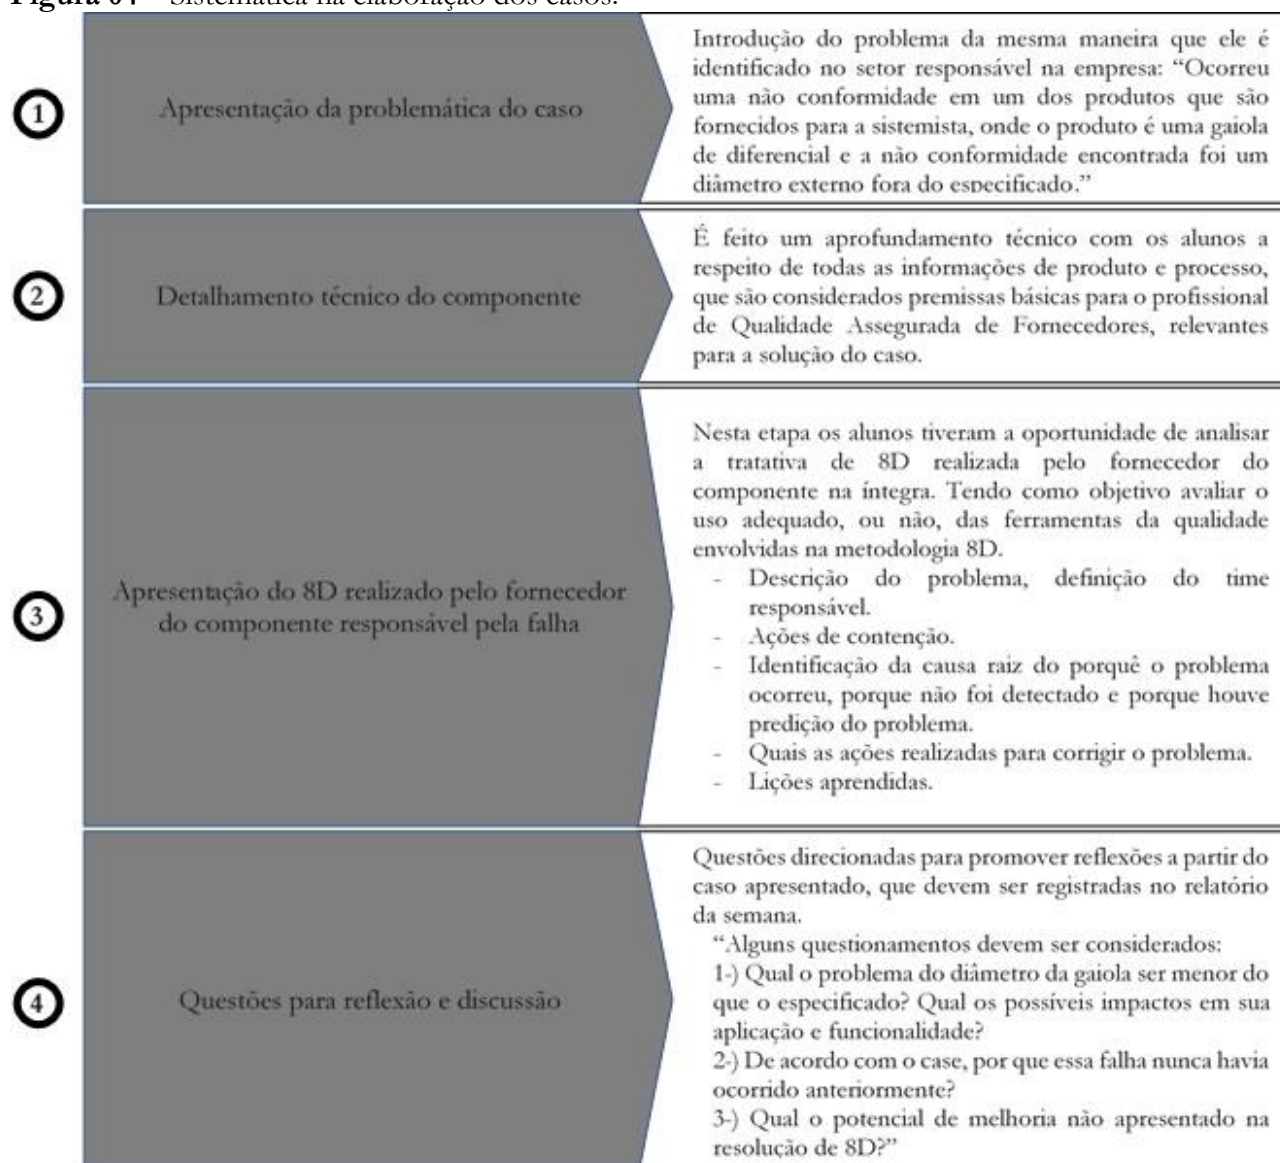 Figura 04 – Sistemática na elaboração dos casos.
1
Apresentação da problemática do caso
Introdução do problema da mesma maneira que ele é
identificado no setor responsável na empresa: “Ocorreu
uma não conformidade em um dos produtos que são
fornecidos para a sistemista, onde o produto é uma gaiola
de diferencial e a não conformidade encontrada foi um
diâmetro externo fora do especificado.”
2
Detalhamento técnico do componente
É feito um aprofundamento técnico com os alunos a
respeito de todas as informações de produto e processo,
que são considerados premissas básicas para o profissional
de Qualidade Assegurada de Fornecedores, relevantes
para a solução do caso.
3
Apresentação do 8D realizado pelo fornecedor
do componente responsável pela falha
Nesta etapa os alunos tiveram a oportunidade de analisar
a tratativa de 8D realizada pelo fornecedor do
componente na íntegra. Tendo como objetivo avaliar o
uso adequado, ou não, das ferramentas da qualidade
envolvidas na metodologia 8D.
- Descrição do problema, definição do time
responsável.
- Ações de contenção.
- Identificação da causa raiz do porquê o problema
ocorreu, porque não foi detectado e porque houve
predição do problema.
- Quais as ações realizadas para corrigir o problema.
- Lições aprendidas.
4
Questões para reflexão e discussão
Questões direcionadas para promover reflexões a partir do
caso apresentado, que devem ser registradas no relatório
da semana.
“Alguns questionamentos devem ser considerados:
1-) Qual o problema do diâmetro da gaiola ser menor do
que o especificado? Qual os possíveis impactos em sua
aplicação e funcionalidade?
2-) De acordo com o case, por que essa falha nunca havia
ocorrido anteriormente?
3-) Qual o potencial de melhoria não apresentado na
resolução de 8D?”